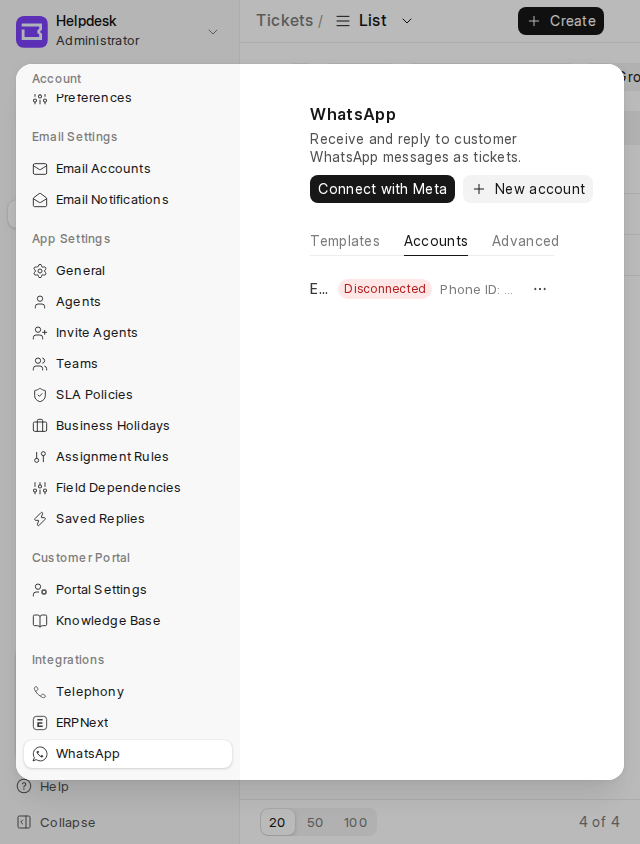 Helpdesk
Administrator
Tickets / List
Create
Account
Preferences
Email Settings
Email Accounts
Email Notifications
App Settings
General
Agents
Invite Agents
Teams
SLA Policies
Business Holidays
Assignment Rules
Field Dependencies
Saved Replies
Customer Portal
Portal Settings
Knowledge Base
Integrations
Telephony
ERPNext
WhatsApp
Help
Collapse
WhatsApp
Receive and reply to customer
WhatsApp messages as tickets.
Connect with Meta
New account
Templates Accounts Advanced
E... Disconnected Phone ID: ...
20 50 100
4 of 4